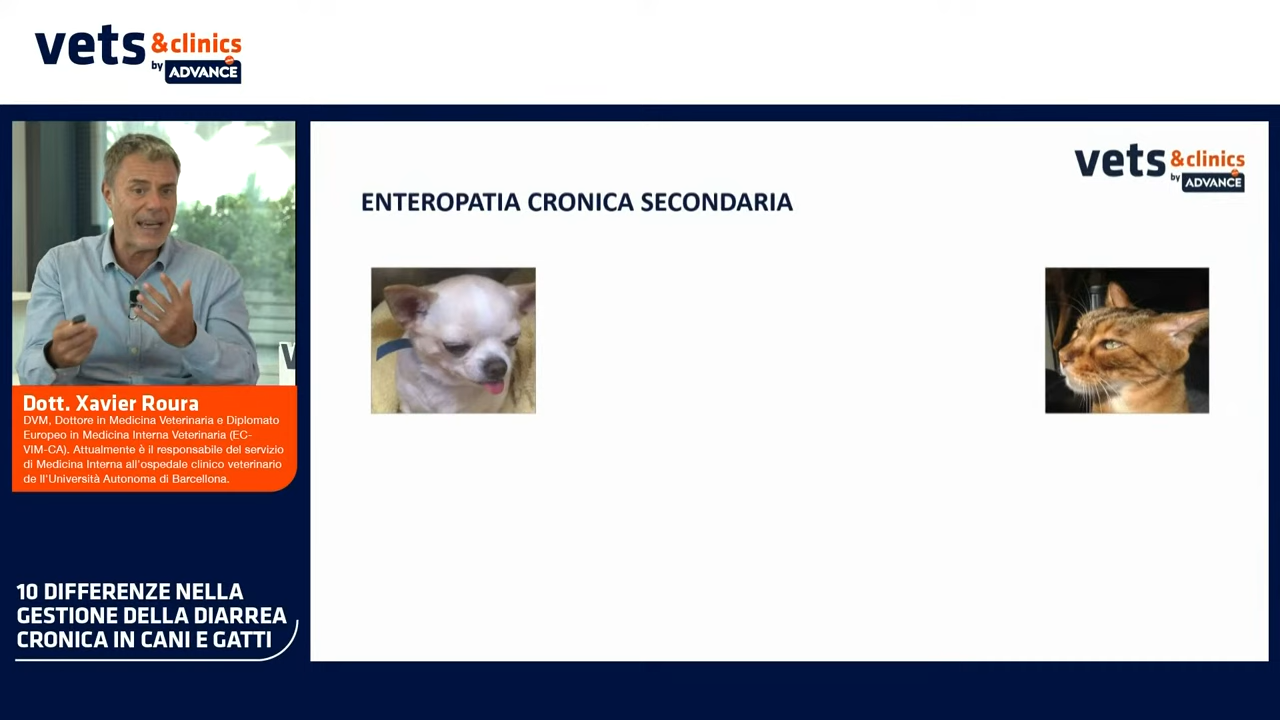 vets &clinics
by ADVANCE
vets &clinics
by ADVANCE
ENTEROPATIA CRONICA SECONDARIA
Dott. Xavier Roura
DVM, Dottore in Medicina Veterinaria e Diplomato
Europeo in Medicina Interna Veterinaria (EC-
VIM-CA). Attualmente è il responsabile del servizio
di Medicina Interna all'ospedale clinico veterinario
de ll'Università Autonoma di Barcellona.
10 DIFFERENZE NELLA
GESTIONE DELLA DIARREA
CRONICA IN CANI E GATTI